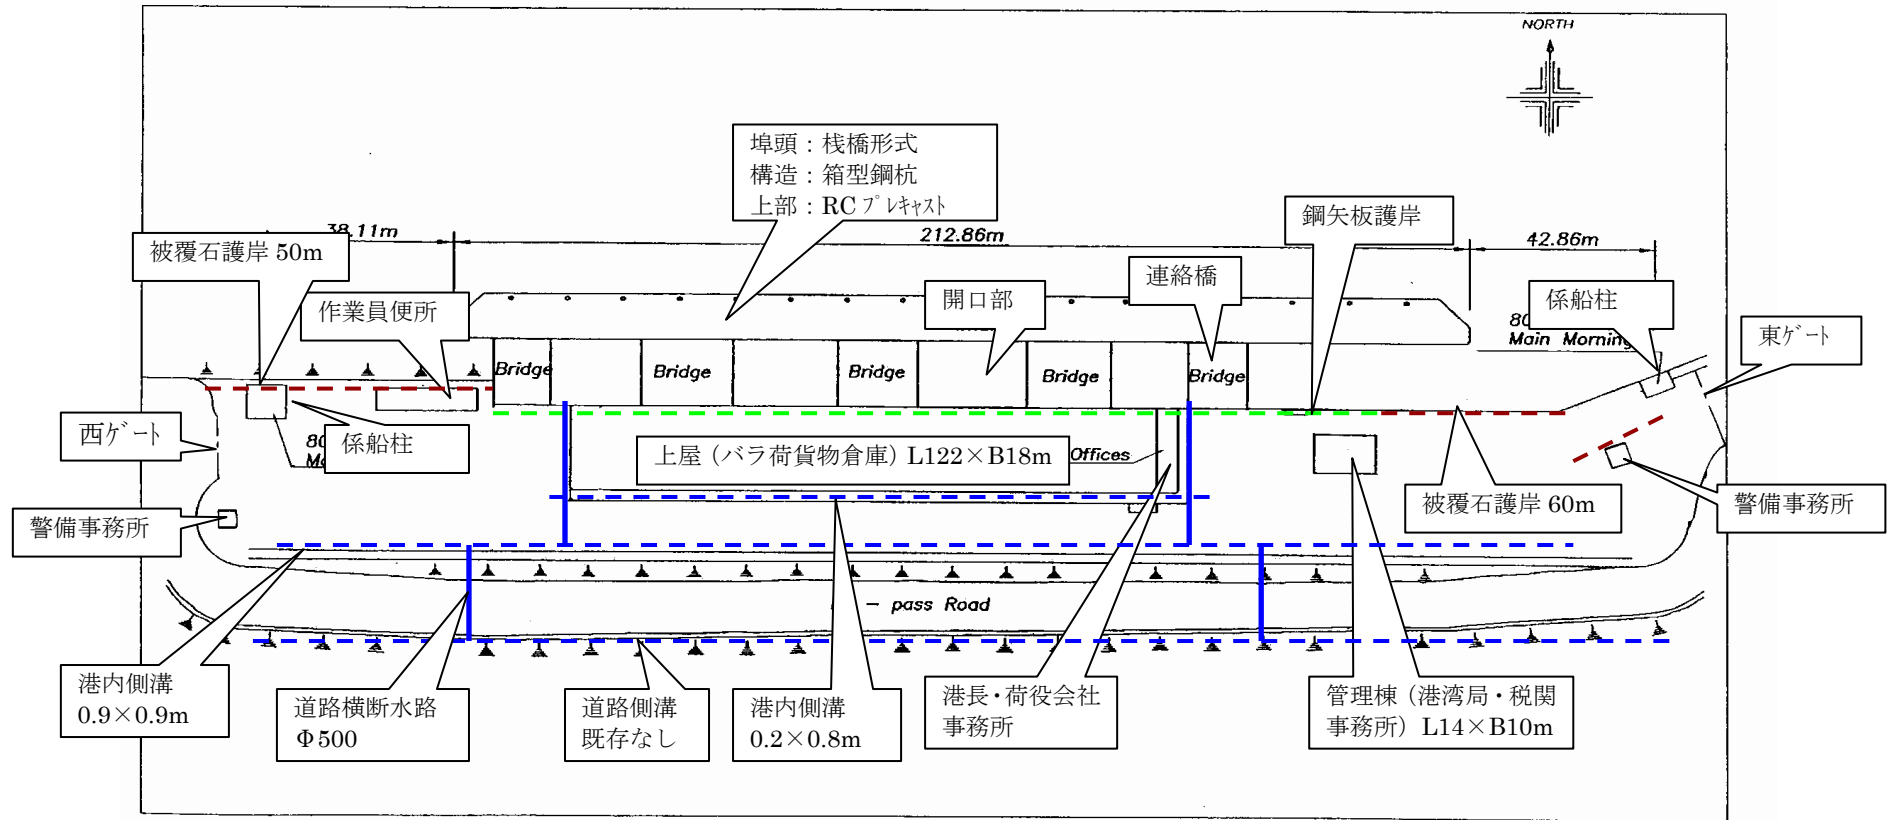 NORTH
埠頭：桟橋形式
構造：箱型鋼杭
上部：RCプレキャスト
鋼矢板護岸
38.11m
212.86m
42.86m
被覆石護岸 50m
連絡橋
作業員便所
開口部
係船柱
80
Main Morning
東ゲート
Bridge
Bridge
Bridge
Bridge
Bridge
西ゲート
80
係船柱
上屋（バラ荷貨物倉庫）L122×B18m
Offices
被覆石護岸 60m
警備事務所
警備事務所
- pass Road
港内側溝
0.9×0.9m
道路横断水路
Φ500
道路側溝
既存なし
港内側溝
0.2×0.8m
港長・荷役会社
事務所
管理棟（港湾局・税関
事務所）L14×B10m